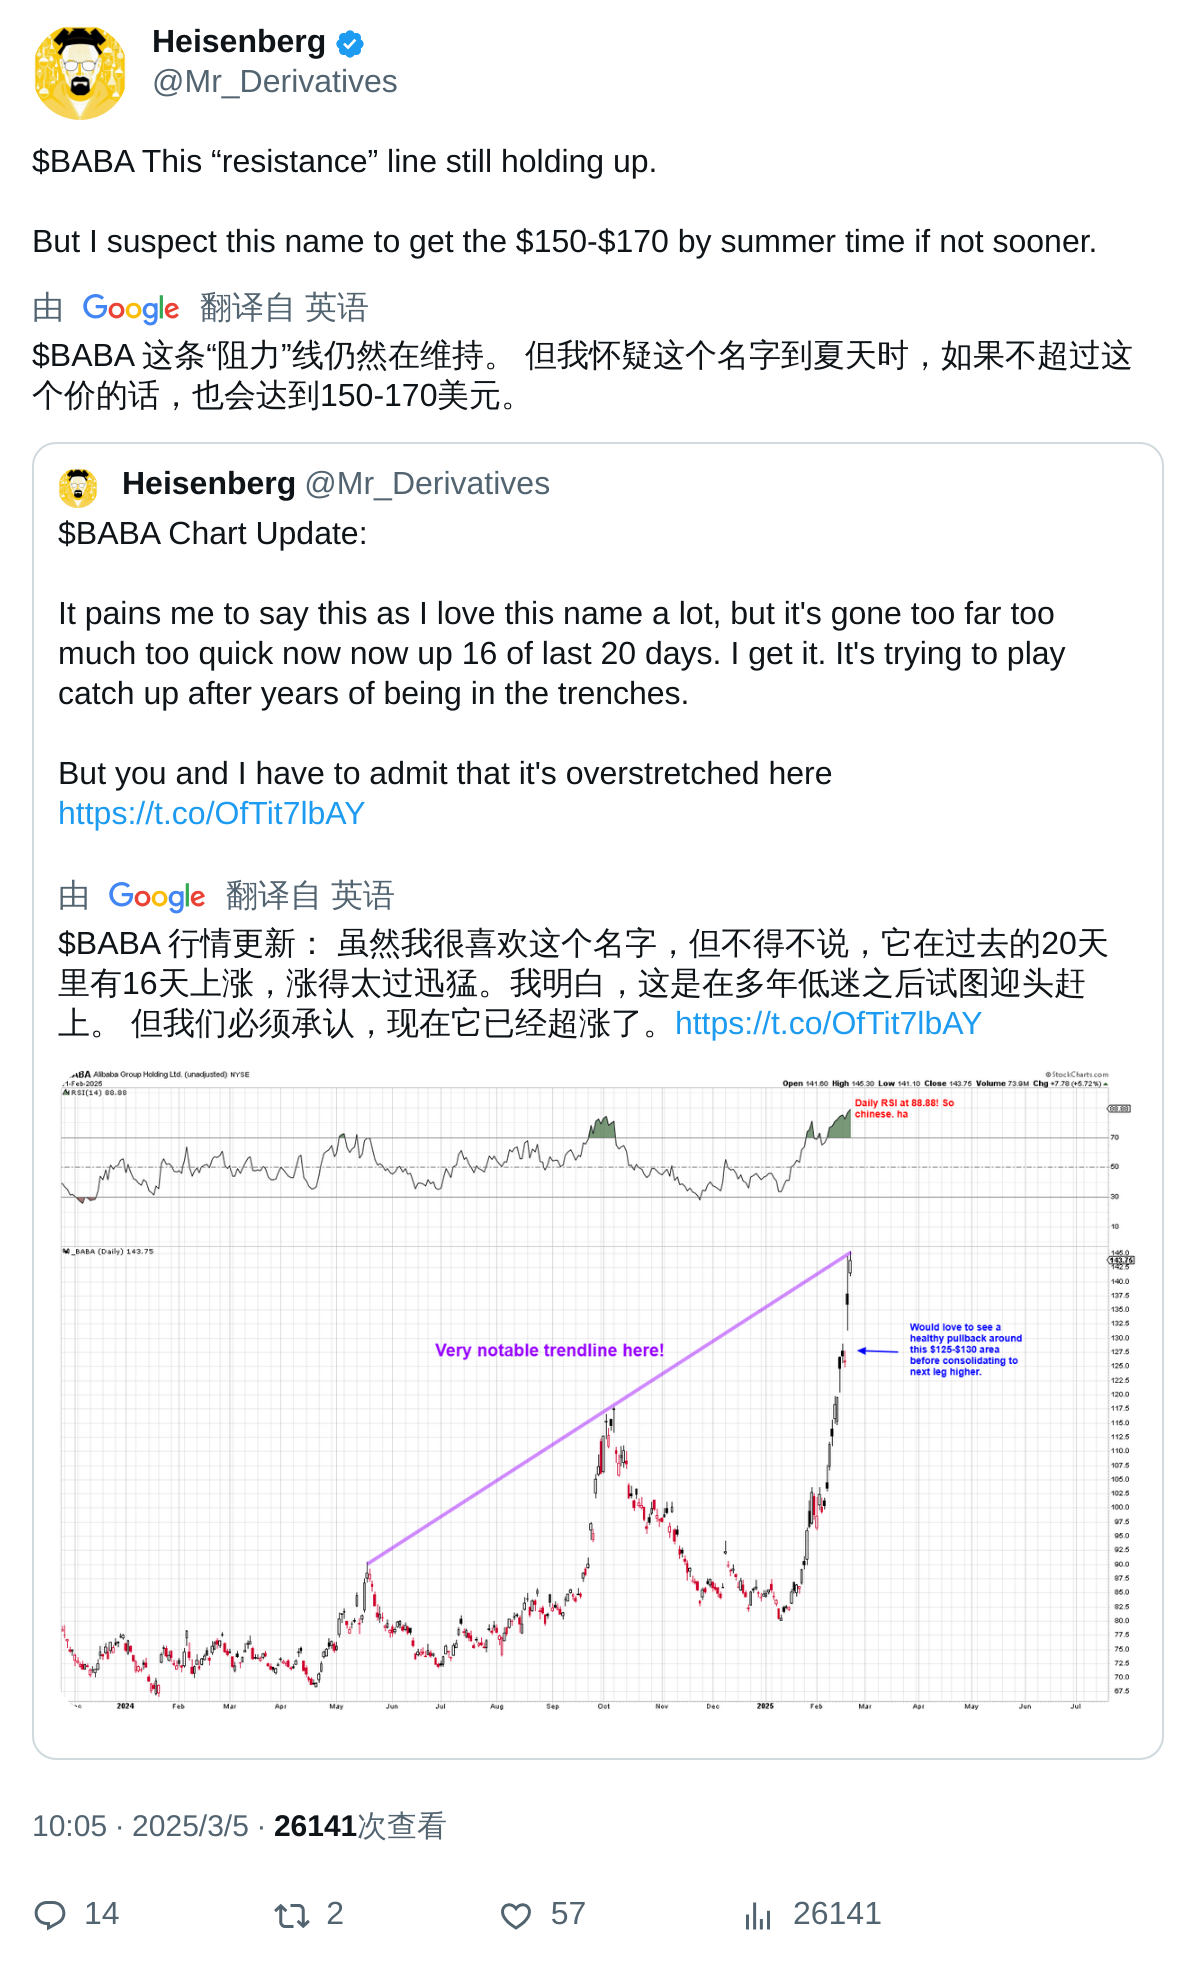 Heisenberg
@Mr_Derivatives
$BABA This “resistance” line still holding up.
But I suspect this name to get the $150-$170 by summer time if not sooner.
由 Google 翻译自 英语
$BABA 这条“阻力”线仍然在维持。 但我怀疑这个名字到夏天时，如果不超过这
个价的话，也会达到150-170美元。
Heisenberg @Mr_Derivatives
$BABA Chart Update:
It pains me to say this as I love this name a lot, but it's gone too far too
much too quick now now up 16 of last 20 days. I get it. It's trying to play
catch up after years of being in the trenches.
But you and I have to admit that it's overstretched here
https://t.co/OfTit7lbAY
由 Google 翻译自 英语
$BABA 行情更新： 虽然我很喜欢这个名字，但不得不说，它在过去的20天
里有16天上涨，涨得太过迅猛。我明白，这是在多年低迷之后试图迎头赶
上。 但我们必须承认，现在它已经超涨了。https://t.co/OfTit7lbAY
ABA Alibaba Group Holding Ltd. (unadjusted) NYSE
©StockCharts.com
1-Feb-2025
Open 141.60 High 145.30 Low 141.10 Close 143.75 Volume 73.9M Chg +7.78 (+5.72%)
RSI(14) 88.88
Daily RSI at 88.88! So
chinese. ha
88.88
70
50
30
10
_BABA (Daily) 143.75
145.0
143.75
142.5
140.0
137.5
135.0
132.5
130.0
127.5
125.0
122.5
120.0
117.5
115.0
112.5
110.0
107.5
105.0
102.5
100.0
97.5
95.0
92.5
90.0
87.5
85.0
82.5
80.0
77.5
75.0
72.5
70.0
67.5
Very notable trendline here!
Would love to see a
healthy pullback around
this $125-$130 area
before consolidating to
next leg higher.
2024 Feb Mar Apr May Jun Jul Aug Sep Oct Nov Dec 2025 Feb Mar Apr May Jun Jul
10:05 · 2025/3/5 · 26141次查看
14 2 57 26141